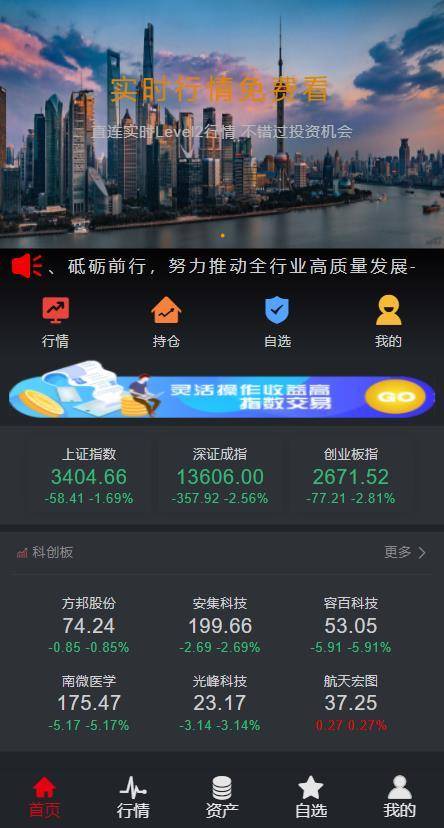 实时行情免费看
直连实时Level2行情 不错过投资机会
、砥砺前行，努力推动全行业高质量发展-
行情 持仓 自选 我的
灵活操作收益高
指数交易
GO
上证指数 深证成指 创业板指
3404.66 13606.00 2671.52
-58.41 -1.69% -357.92 -2.56% -77.21 -2.81%
科创板 更多
方邦股份 安集科技 容百科技
74.24 199.66 53.05
-0.85 -0.85% -2.69 -2.69% -5.91 -5.91%
南微医学 光峰科技 航天宏图
175.47 23.17 37.25
-5.17 -5.17% -3.14 -3.14% 0.27 0.27%
首页 行情 资产 自选 我的